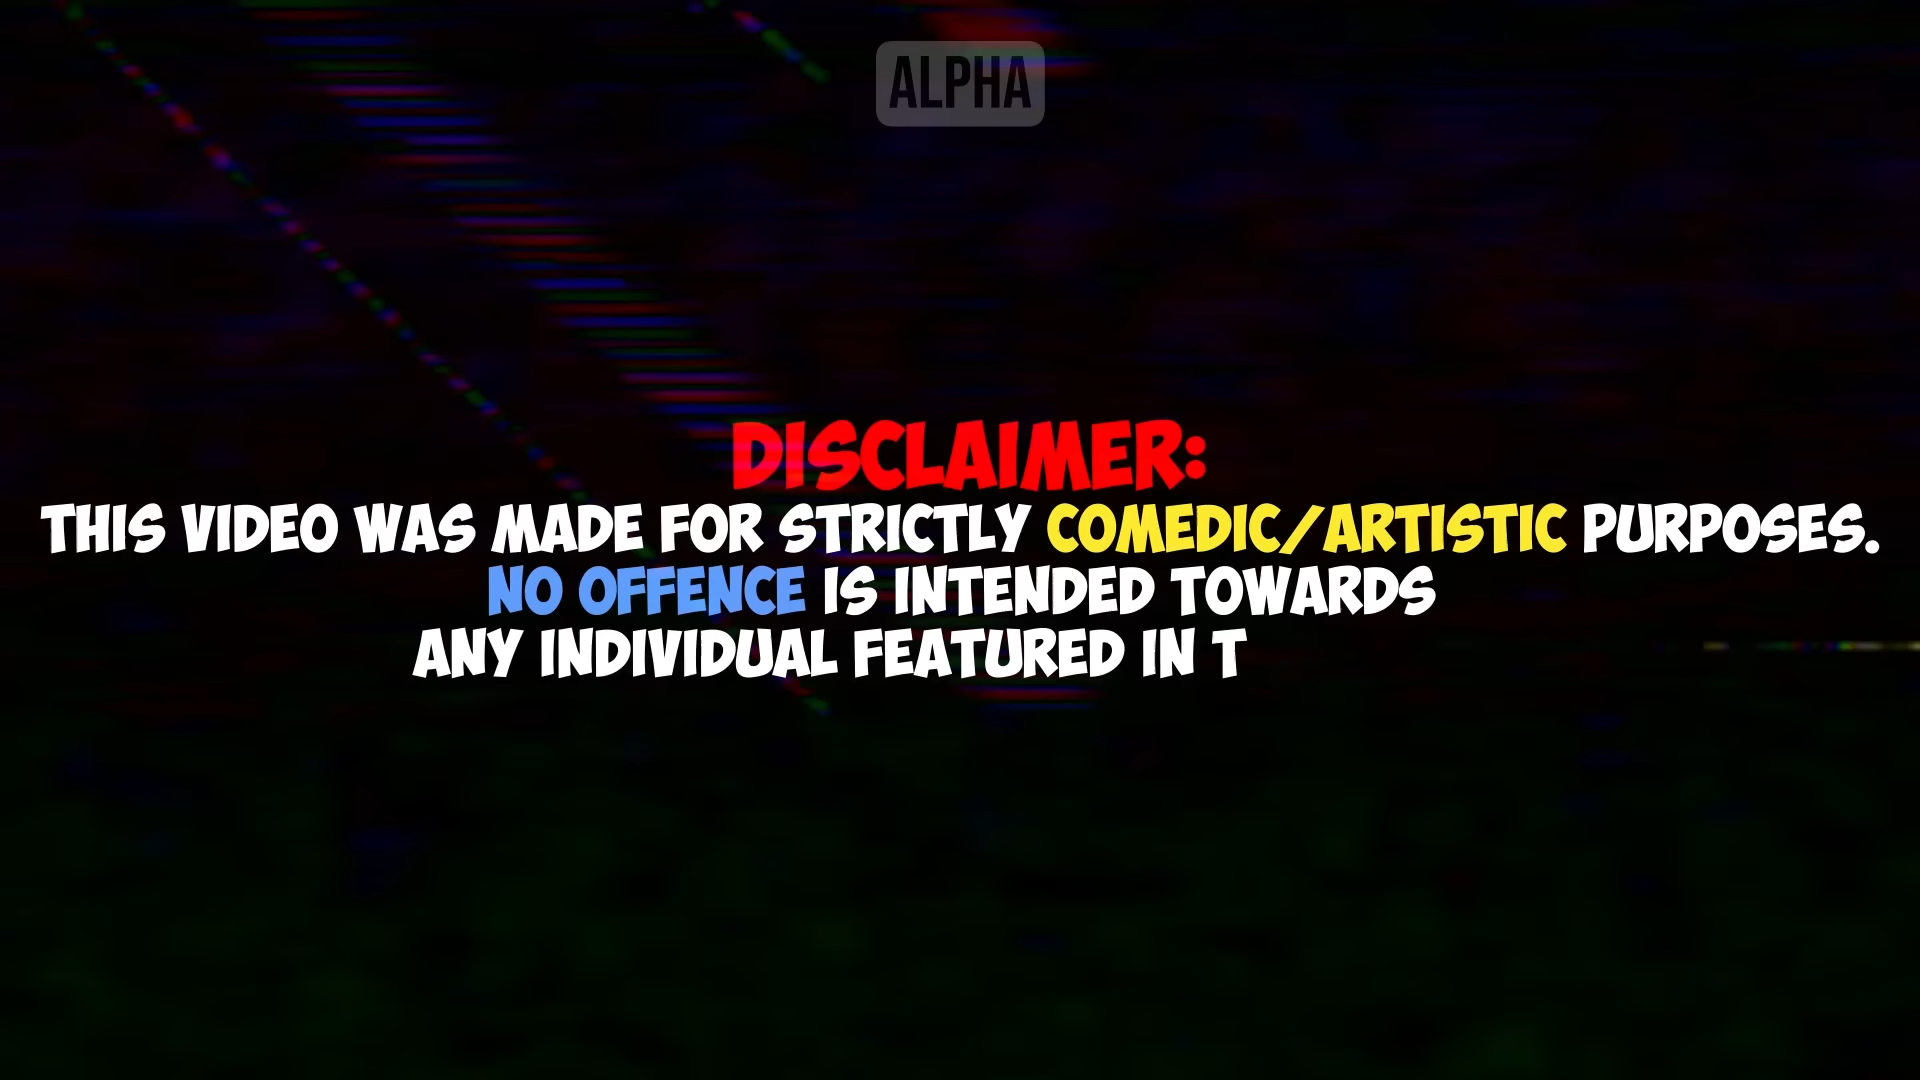 ALPHA
DISCLAIMER:
THIS VIDEO WAS MADE FOR STRICTLY COMEDIC/ARTISTIC PURPOSES.
NO OFFENCE IS INTENDED TOWARDS
ANY INDIVIDUAL FEATURED IN T